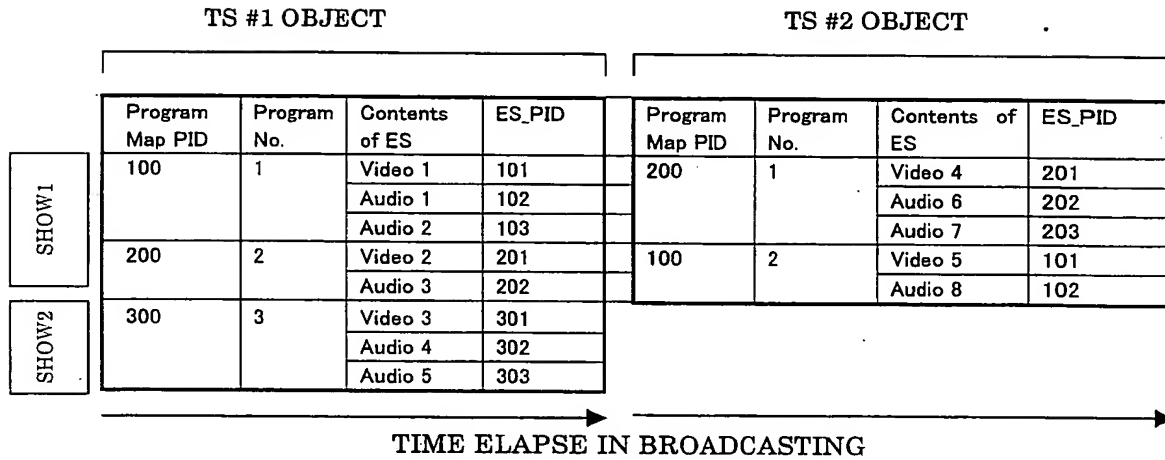 TS #1 OBJECT
TS #2 OBJECT
Program Map PID Program No. Contents of ES ES_PID
SHOW1
100 1 Video 1 101
Audio 1 102
Audio 2 103
200 2 Video 2 201
Audio 3 202
SHOW2
300 3 Video 3 301
Audio 4 302
Audio 5 303
Program Map PID Program No. Contents of ES ES_PID
200 1 Video 4 201
Audio 6 202
Audio 7 203
100 2 Video 5 101
Audio 8 102
TIME ELAPSE IN BROADCASTING